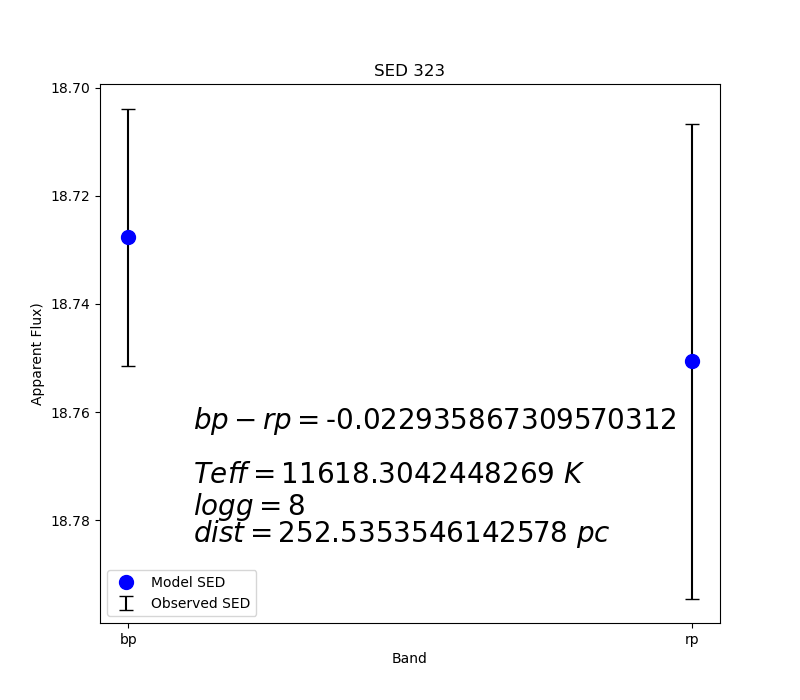 SED 323
18.70
18.72
18.74
18.76
18.78
Apparent Flux)
bp − rp = -0.022935867309570312
Teff = 11618.3042448269 K
logg = 8
dist = 252.5353546142578 pc
Model SED
Observed SED
bp
rp
Band